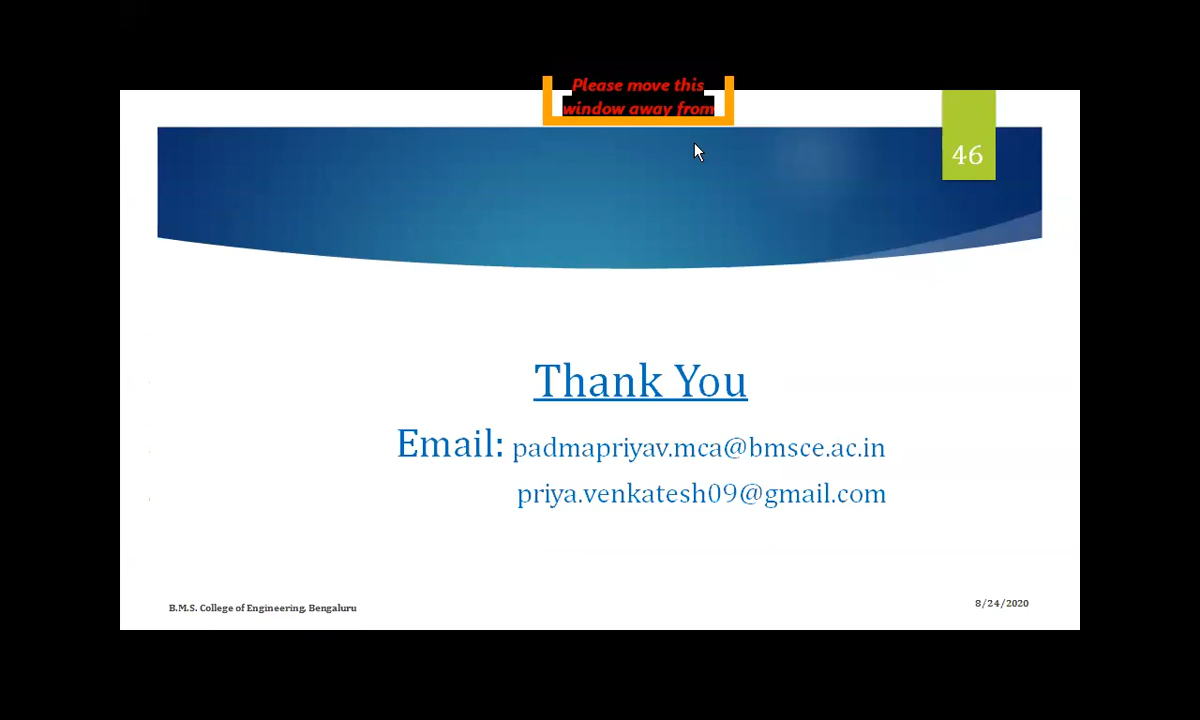 Please move this
window away from
46
Thank You
Email: padmapriyav.mca@bmsce.ac.in
priya.venkatesh09@gmail.com
B.M.S. College of Engineering, Bengaluru
8/24/2020